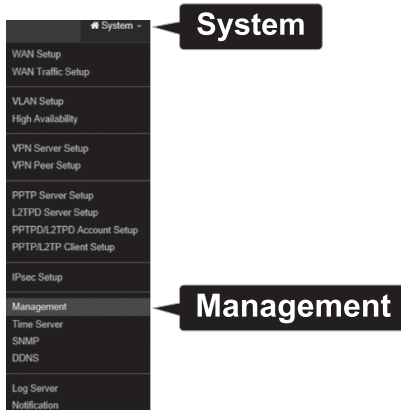 System
System
WAN Setup
WAN Traffic Setup
VLAN Setup
High Availability
VPN Server Setup
VPN Peer Setup
PPTP Server Setup
L2TPD Server Setup
PPTPD/L2TPD Account Setup
PPTP/L2TP Client Setup
IPsec Setup
Management
Management
Time Server
SNMP
DDNS
Log Server
Notification